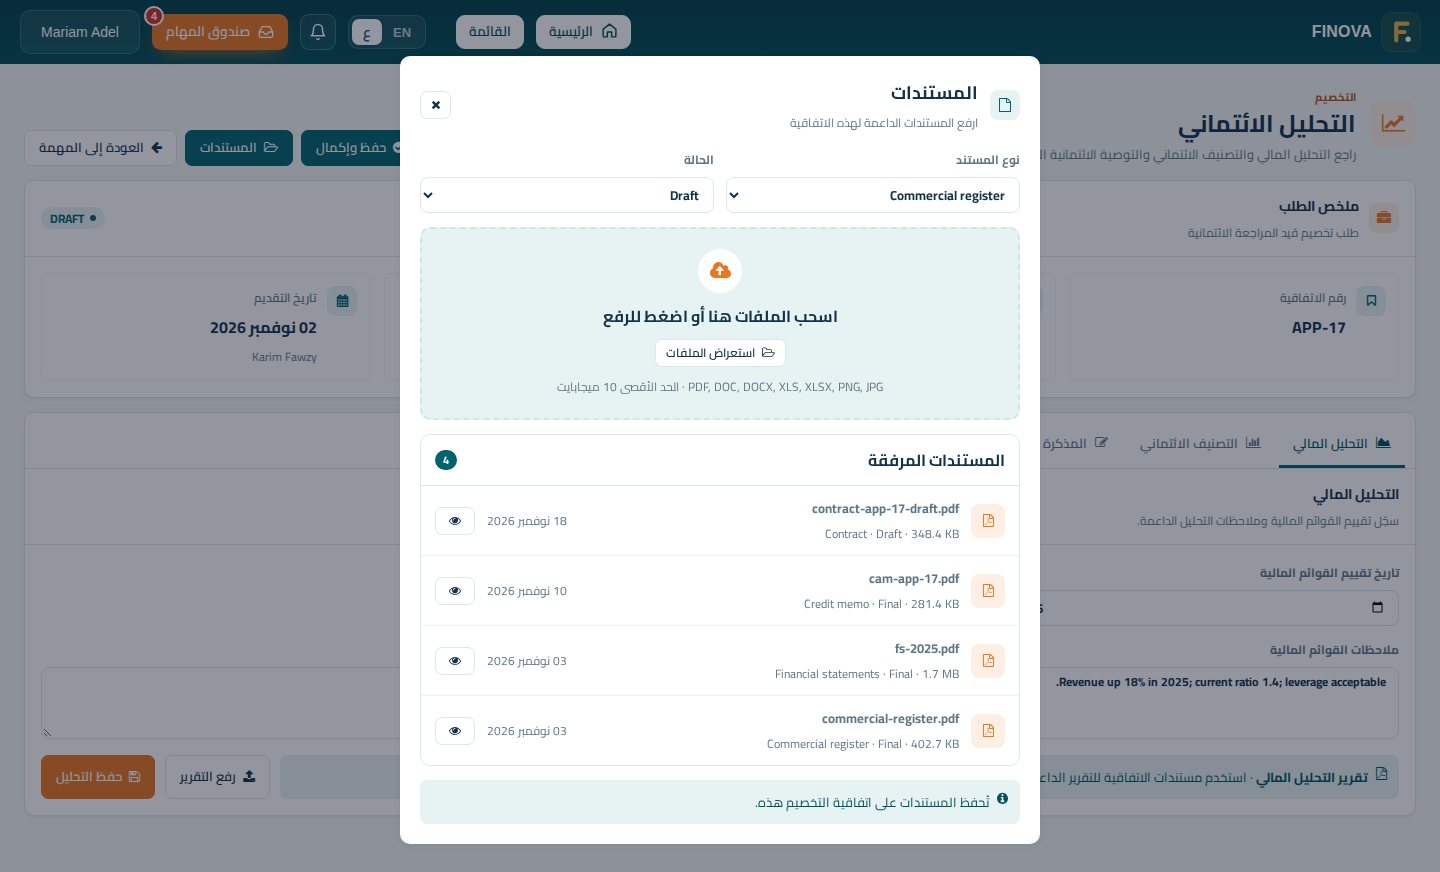 FINOVA
الرئيسية
القائمة
EN
ع
صندوق المهام
4
Mariam Adel
التخصيم
التحليل الائتماني
راجع التحليل المالي والتصنيف الائتماني والتوصية الائتمانية
حفظ وإكمال
المستندات
العودة إلى المهمة
ملخص الطلب
طلب تخصيم قيد المراجعة الائتمانية
DRAFT
رقم الاتفاقية
APP-17
تاريخ التقديم
02 نوفمبر 2026
Karim Fawzy
التحليل المالي
التصنيف الائتماني
المذكرة
التحليل المالي
سجّل تقييم القوائم المالية وملاحظات التحليل الداعمة.
تاريخ تقييم القوائم المالية
ملاحظات القوائم المالية
Revenue up 18% in 2025; current ratio 1.4; leverage acceptable.
تقرير التحليل المالي · استخدم مستندات الاتفاقية للتقرير
رفع التقرير
حفظ التحليل
المستندات
ارفع المستندات الداعمة لهذه الاتفاقية
نوع المستند
الحالة
Commercial register
Draft
اسحب الملفات هنا أو اضغط للرفع
استعراض الملفات
PDF, DOC, DOCX, XLS, XLSX, PNG, JPG · الحد الأقصى 10 ميجابايت
المستندات المرفقة
4
contract-app-17-draft.pdf
Contract · Draft · 348.4 KB
18 نوفمبر 2026
cam-app-17.pdf
Credit memo · Final · 281.4 KB
10 نوفمبر 2026
fs-2025.pdf
Financial statements · Final · 1.7 MB
03 نوفمبر 2026
commercial-register.pdf
Commercial register · Final · 402.7 KB
03 نوفمبر 2026
تُحفظ المستندات على اتفاقية التخصيم هذه.